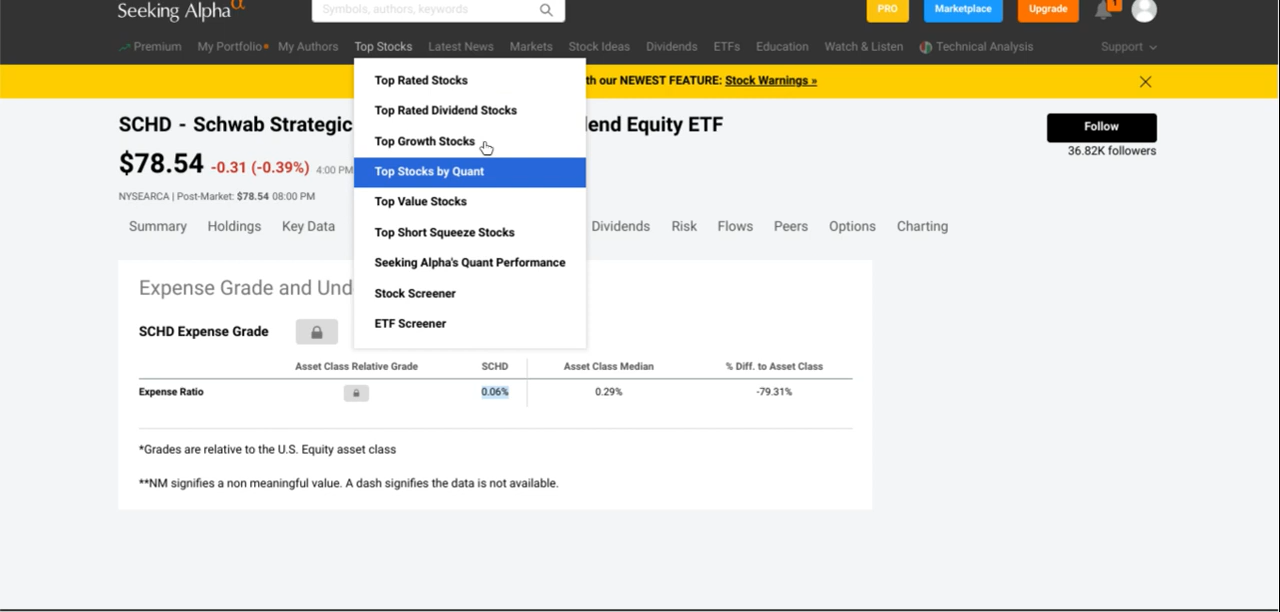 Seeking Alpha α
Symbols, authors, keywords
PRO
Marketplace
Upgrade
1
Premium My Portfolio My Authors Top Stocks Latest News Markets Stock Ideas Dividends ETFs Education Watch & Listen Technical Analysis Support
th our NEWEST FEATURE: Stock Warnings »
Top Rated Stocks
Top Rated Dividend Stocks
Top Growth Stocks
Top Stocks by Quant
Top Value Stocks
Top Short Squeeze Stocks
Seeking Alpha's Quant Performance
Stock Screener
ETF Screener
SCHD - Schwab Strategic
end Equity ETF
Follow
36.82K followers
$78.54 -0.31 (-0.39%) 4:00 PM
NYSEARCA | Post-Market: $78.54 08:00 PM
Summary Holdings Key Data Dividends Risk Flows Peers Options Charting
Expense Grade and Und
SCHD Expense Grade
Asset Class Relative Grade SCHD Asset Class Median % Diff. to Asset Class
Expense Ratio 0.06% 0.29% -79.31%
*Grades are relative to the U.S. Equity asset class
**NM signifies a non meaningful value. A dash signifies the data is not available.